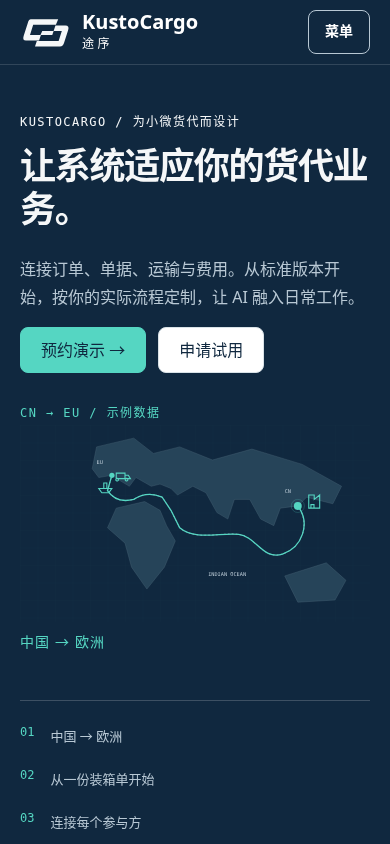 KustoCargo
途序
菜单
KUSTOCARGO / 为小微货代而设计
让系统适应你的货代业
务。
连接订单、单据、运输与费用。从标准版本开
始，按你的实际流程定制，让 AI 融入日常工作。
预约演示 →
申请试用
CN → EU / 示例数据
EU
CN
INDIAN OCEAN
中国 → 欧洲
01 中国 → 欧洲
02 从一份装箱单开始
03 连接每个参与方